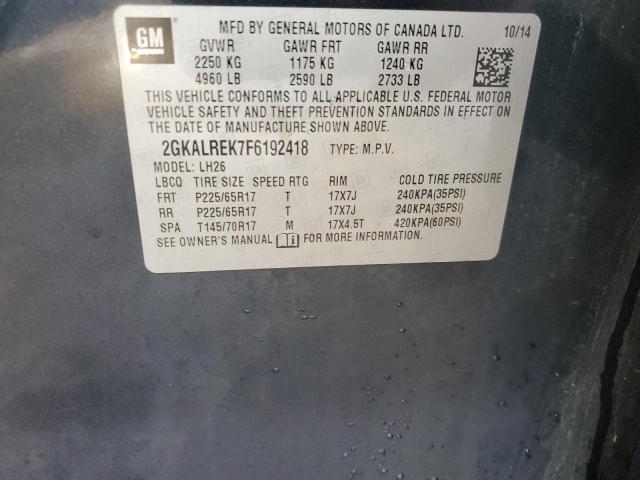 GM
MFD BY GENERAL MOTORS OF CANADA LTD. 10/14
GVWR GAWR FRT GAWR RR
2250 KG 1175 KG 1240 KG
4960 LB 2590 LB 2733 LB
THIS VEHICLE CONFORMS TO ALL APPLICABLE U.S. FEDERAL MOTOR
VEHICLE SAFETY AND THEFT PREVENTION STANDARDS IN EFFECT ON
THE DATE OF MANUFACTURE SHOWN ABOVE.
2GKALREK7F6192418 TYPE: M.P.V.
MODEL: LH26
LBCQ TIRE SIZE SPEED RTG RIM COLD TIRE PRESSURE
FRT P225/65R17 T 17X7J 240KPA(35PSI)
RR P225/65R17 T 17X7J 240KPA(35PSI)
SPA T145/70R17 M 17X4.5T 420KPA(60PSI)
SEE OWNER'S MANUAL FOR MORE INFORMATION.